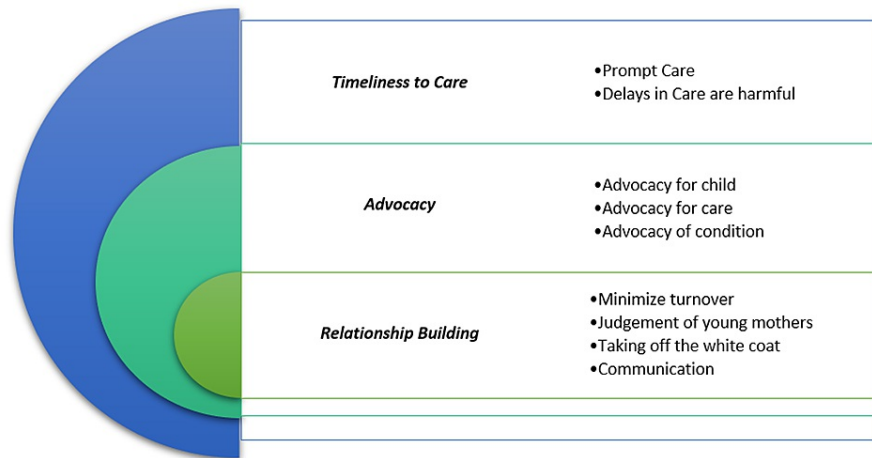 Timeliness to Care
•Prompt Care
•Delays in Care are harmful
Advocacy
•Advocacy for child
•Advocacy for care
•Advocacy of condition
Relationship Building
•Minimize turnover
•Judgement of young mothers
•Taking off the white coat
•Communication